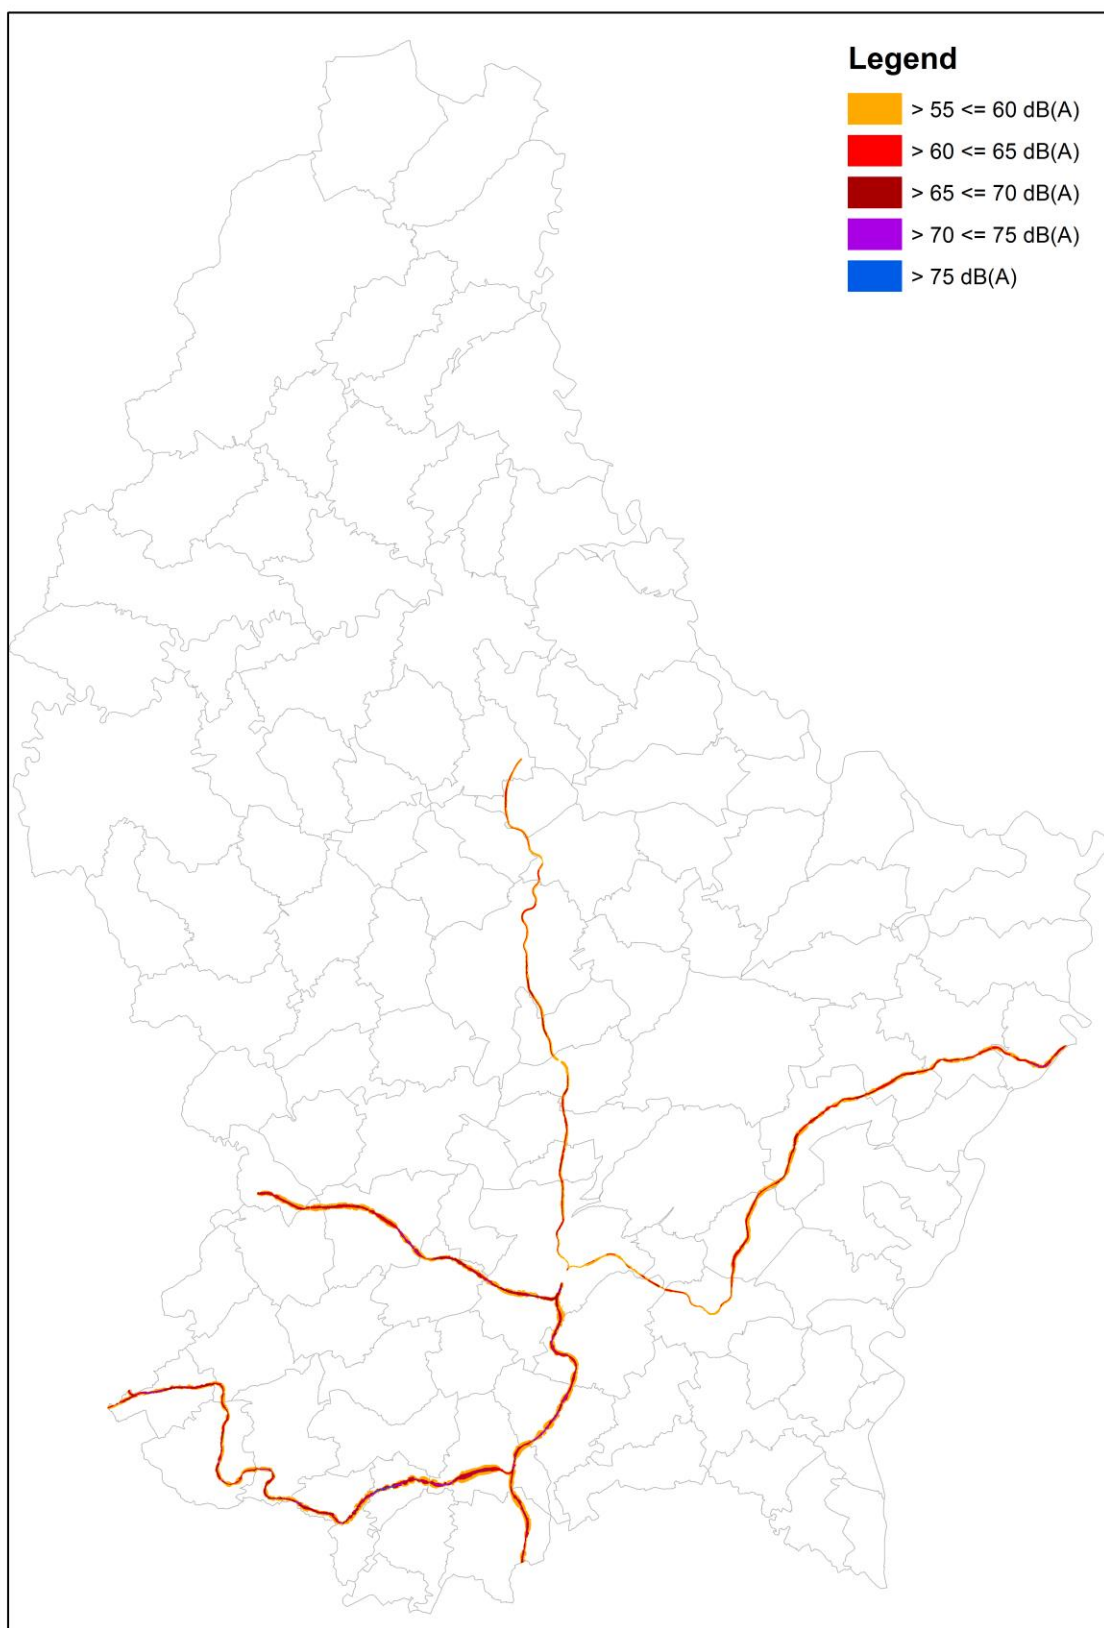 Legend
> 55 <= 60 dB(A)
> 60 <= 65 dB(A)
> 65 <= 70 dB(A)
> 70 <= 75 dB(A)
> 75 dB(A)